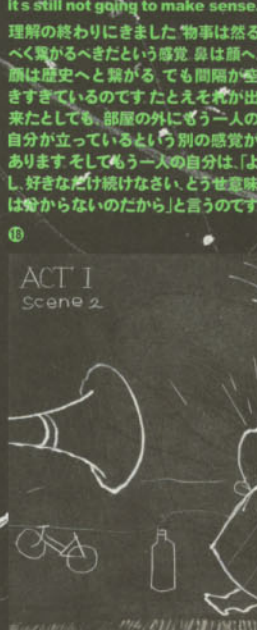 it's still not going to make sense.
理解の終わりにきました。物事は然る
べく繋がるべきだという感覚。鼻は顔へ、
顔は歴史へと繋がる。でも間隔が空
きすぎているのです。たとえそれが出
来たとしても、部屋の外にもう一人の
自分が立っているという別の感覚が
あります。そしてもう一人の自分は、「よ
し、好きなだけ続けなさい。どうせ意味
は分からないのだから」と言うのです
18
ACT I
Scene 2